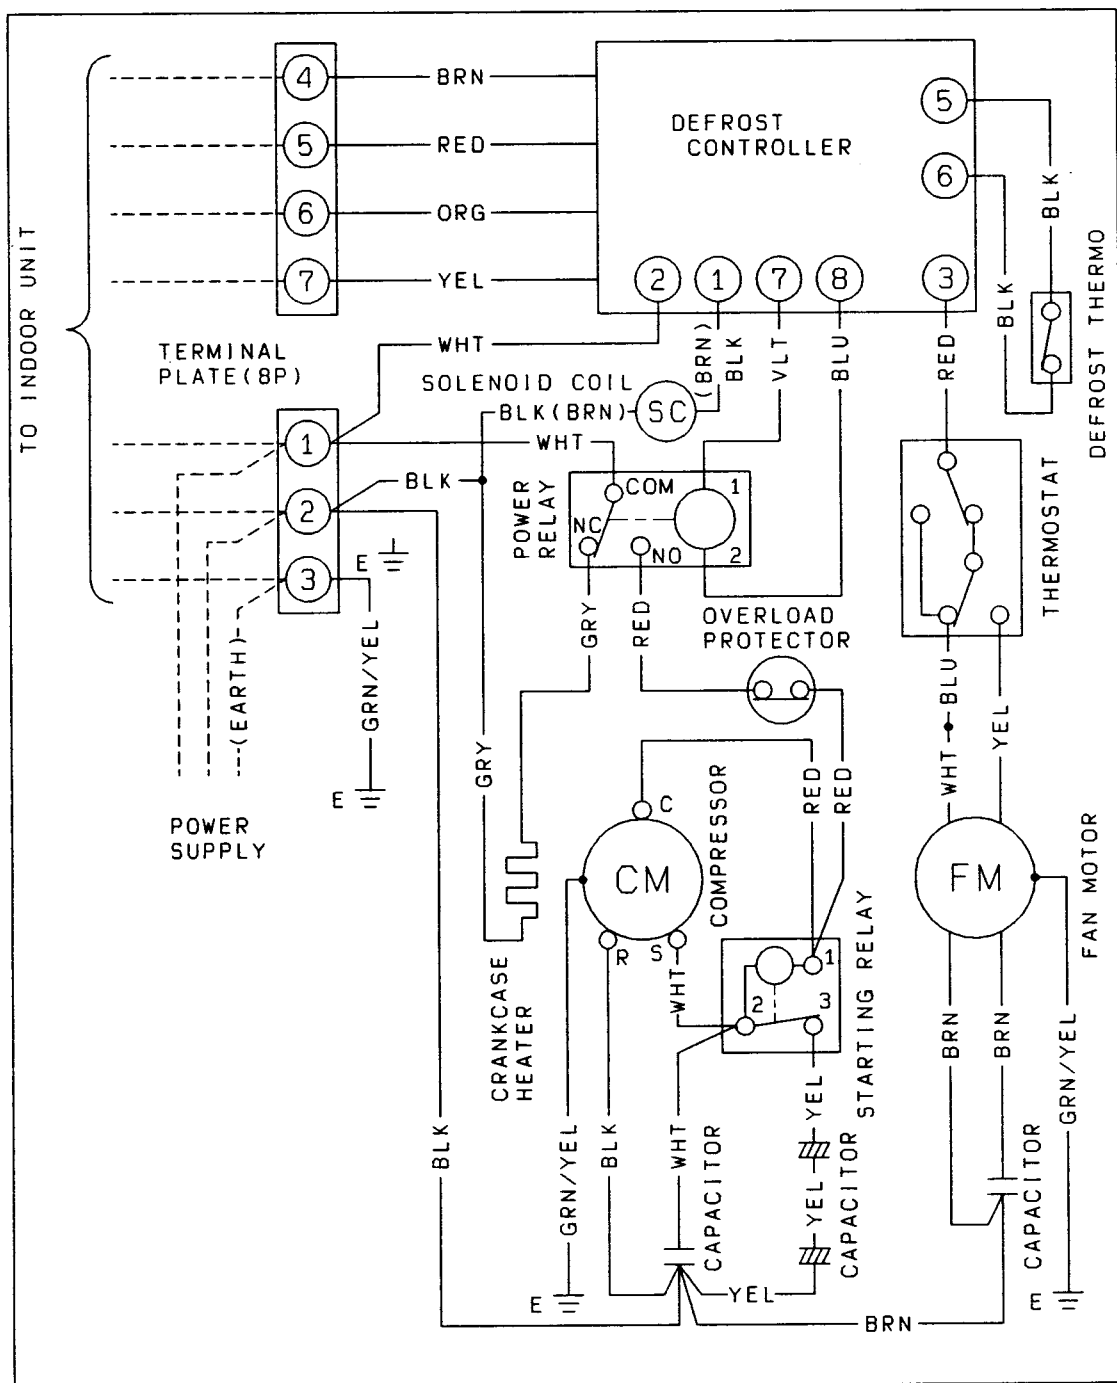 TO INDOOR UNIT
4
BRN
5
RED
6
ORG
7
YEL
DEFROST
CONTROLLER
5
6
2
1
7
8
3
BLK
BLK
DEFROST THERMO
TERMINAL
PLATE(8P)
WHT
(BRN)
BLK
VLT
BLU
RED
SOLENOID COIL
BLK(BRN)
SC
1
WHT
2
BLK
3
E
POWER
RELAY
COM
NC
NO
1
2
THERMOSTAT
GRY
RED
OVERLOAD
PROTECTOR
(EARTH)
GRN/YEL
E
POWER
SUPPLY
GRY
CRANKCASE
HEATER
C
CM
R
S
COMPRESSOR
RED
RED
BLU
WHT
YEL
FM
FAN MOTOR
WHT
1
2
3
STARTING RELAY
BLK
GRN/YEL
E
BLK
WHT
CAPACITOR
YEL
YEL
CAPACITOR
YEL
BRN
BRN
BRN
CAPACITOR
GRN/YEL
E